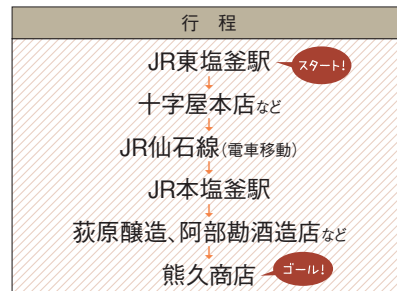 行 程
JR東塩釜駅 スタート!
↓
十字屋本店など
↓
JR仙石線(電車移動)
↓
JR本塩釜駅
↓
荻原醸造、阿部勘酒造店など
↓
熊久商店 ゴール!